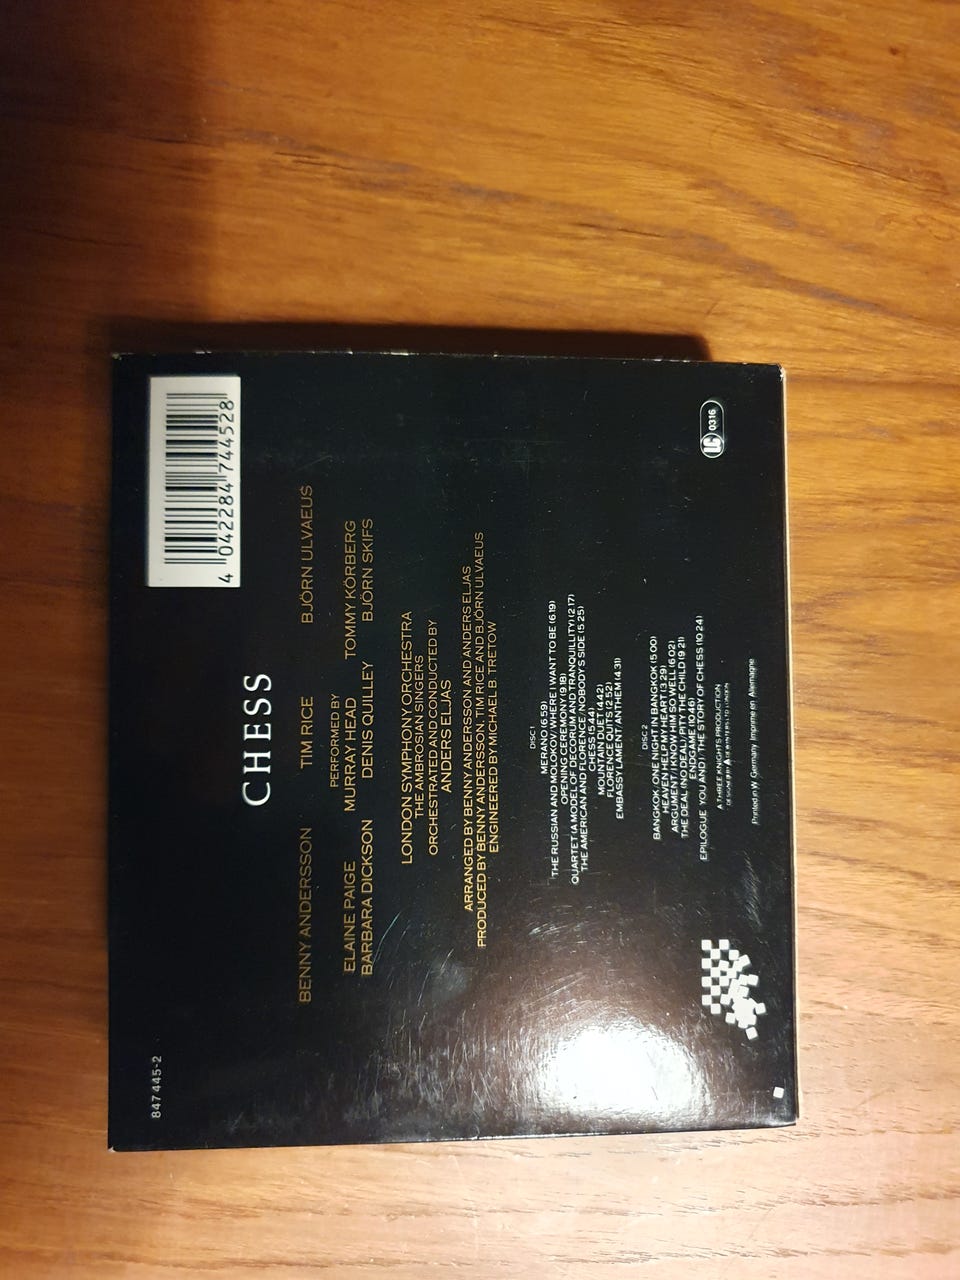 847 445-2
4 042284 744528
CHESS
BENNY ANDERSSON TIM RICE BJÖRN ULVAEUS
PERFORMED BY
ELAINE PAIGE MURRAY HEAD TOMMY KÖRBERG
BARBARA DICKSON DENIS QUILLEY BJÖRN SKIFS
LONDON SYMPHONY ORCHESTRA
THE AMBROSIAN SINGERS
ORCHESTRATED AND CONDUCTED BY
ANDERS ELJAS
ARRANGED BY BENNY ANDERSSON AND ANDERS ELJAS
PRODUCED BY BENNY ANDERSSON, TIM RICE AND BJÖRN ULVAEUS
ENGINEERED BY MICHAEL B. TRETOW
DISC 1
MERANO (6.59)
THE RUSSIAN AND MOLOKOV / WHERE I WANT TO BE (6.19)
OPENING CEREMONY (9.18)
QUARTET (A MODEL OF DECORUM AND TRANQUILLITY) (2.17)
THE AMERICAN AND FLORENCE / NOBODY'S SIDE (5.25)
CHESS (5.44)
MOUNTAIN DUET (4.42)
FLORENCE QUITS (2.52)
EMBASSY LAMENT / ANTHEM (4.31)
DISC 2
BANGKOK / ONE NIGHT IN BANGKOK (5.00)
HEAVEN HELP MY HEART (3.29)
ARGUMENT / I KNOW HIM SO WELL (6.02)
THE DEAL (NO DEAL) / PITY THE CHILD (9.21)
ENDGAME (10.46)
EPILOGUE: YOU AND I / THE STORY OF CHESS (10.24)
A THREE KNIGHTS PRODUCTION
Printed in W. Germany. Imprimé en Allemagne
LC 0316